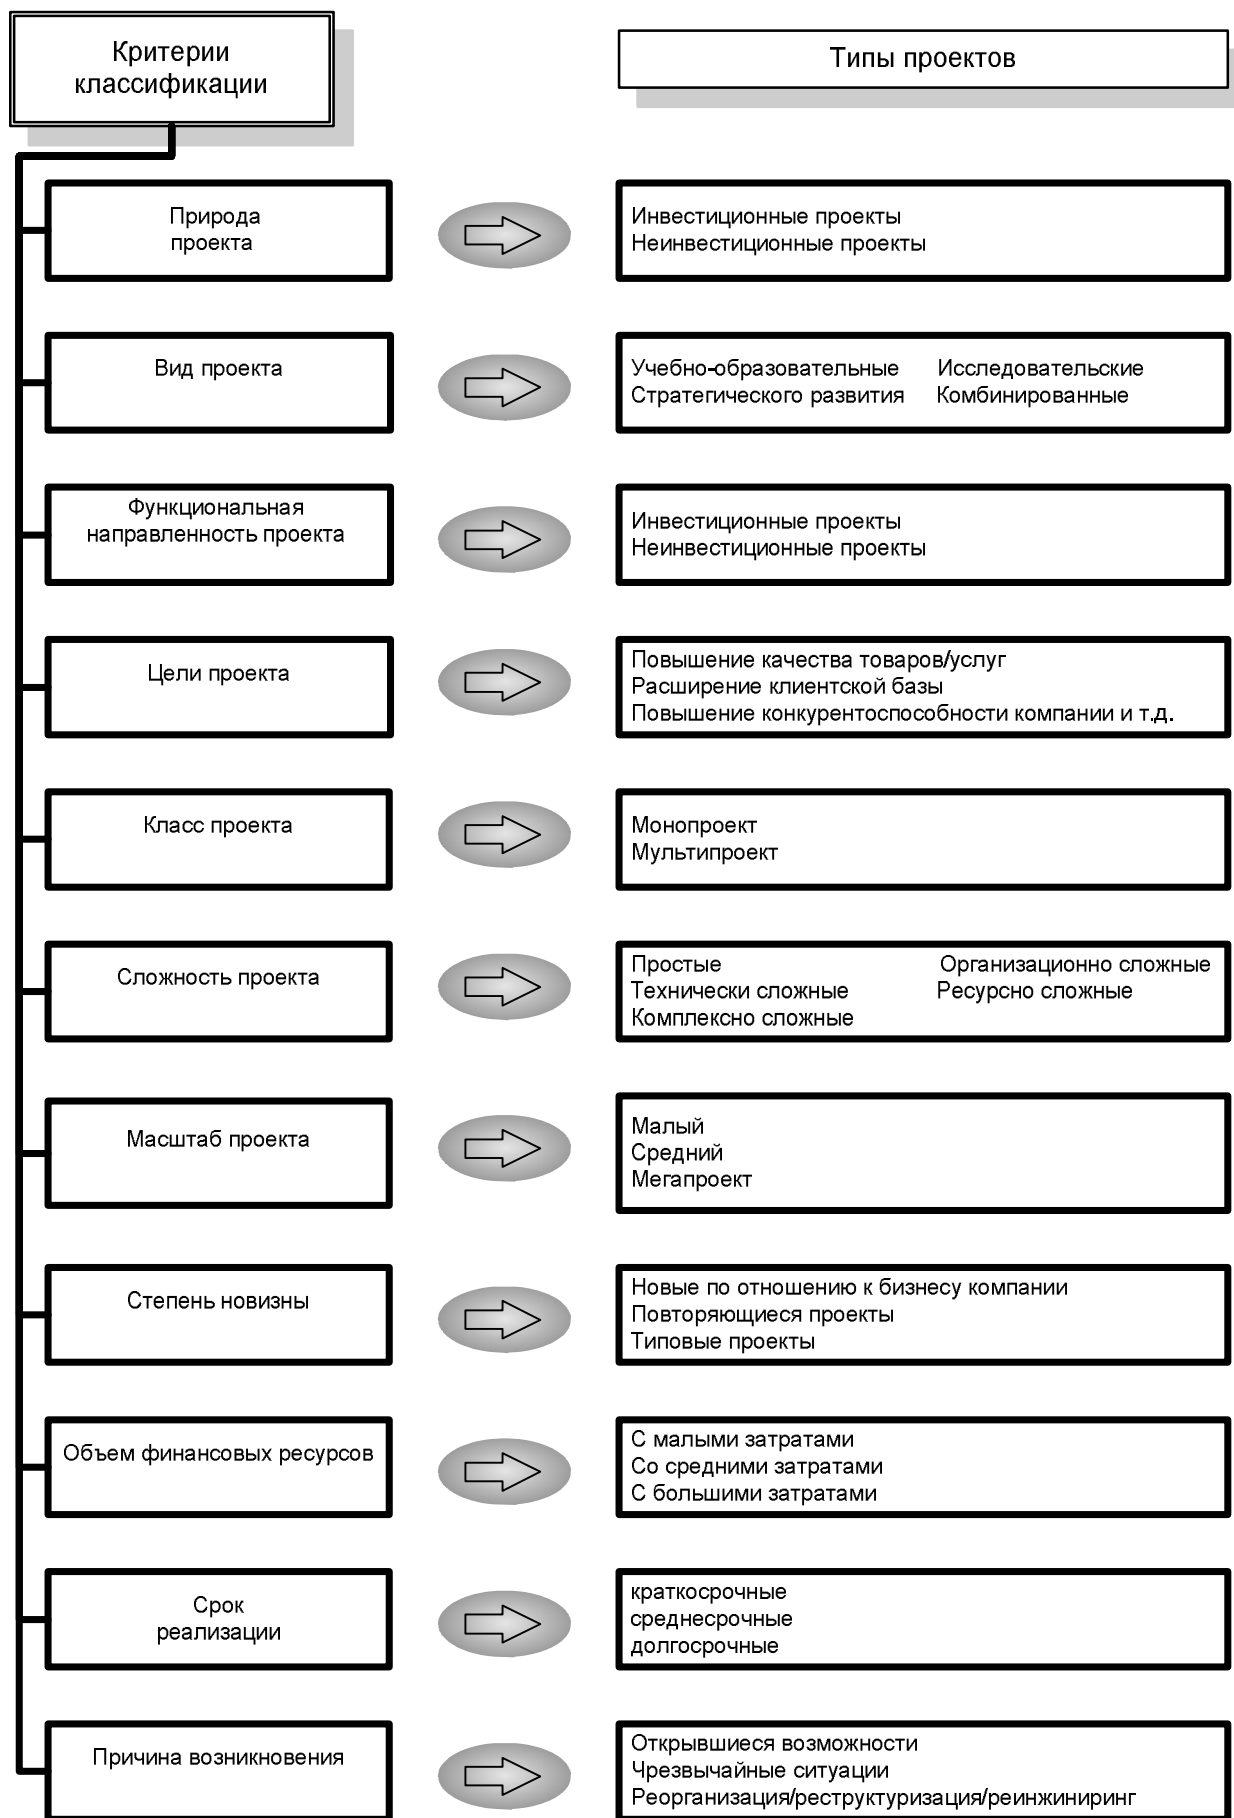 Критерии
классификации
Типы проектов
Природа
проекта
Инвестиционные проекты
Неинвестиционные проекты
Вид проекта
Учебно-образовательные Исследовательские
Стратегического развития Комбинированные
Функциональная
направленность проекта
Инвестиционные проекты
Неинвестиционные проекты
Цели проекта
Повышение качества товаров/услуг
Расширение клиентской базы
Повышение конкурентоспособности компании и т.д.
Класс проекта
Монопроект
Мультипроект
Сложность проекта
Простые Организационно сложные
Технически сложные Ресурсно сложные
Комплексно сложные
Масштаб проекта
Малый
Средний
Мегапроект
Степень новизны
Новые по отношению к бизнесу компании
Повторяющиеся проекты
Типовые проекты
Объем финансовых ресурсов
С малыми затратами
Со средними затратами
С большими затратами
Срок
реализации
краткосрочные
среднесрочные
долгосрочные
Причина возникновения
Открывшиеся возможности
Чрезвычайные ситуации
Реорганизация/реструктуризация/реинжиниринг